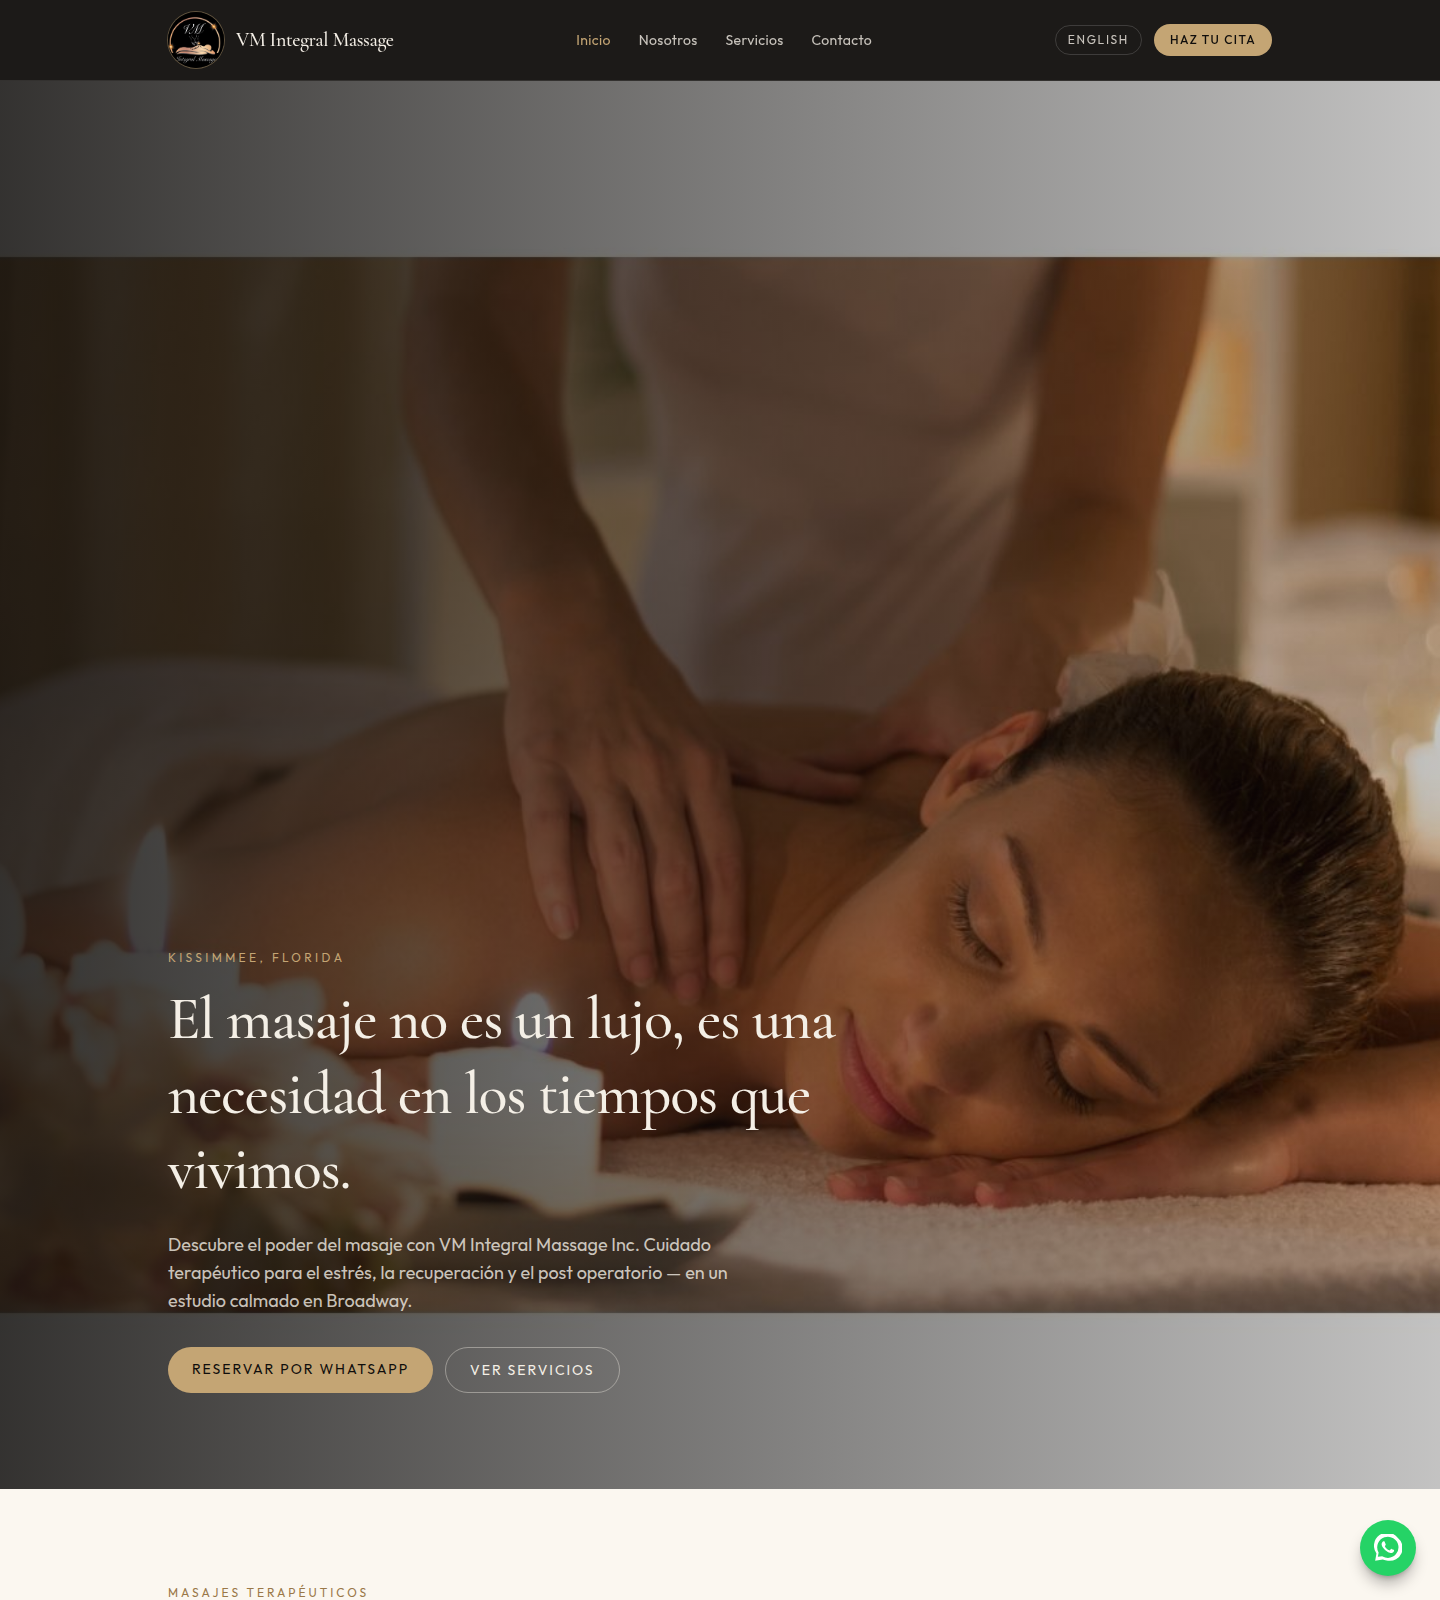 VM
Integral Massage
VM Integral Massage
Inicio
Nosotros
Servicios
Contacto
ENGLISH
HAZ TU CITA
KISSIMMEE, FLORIDA
El masaje no es un lujo, es una
necesidad en los tiempos que
vivimos.
Descubre el poder del masaje con VM Integral Massage Inc. Cuidado
terapéutico para el estrés, la recuperación y el post operatorio — en un
estudio calmado en Broadway.
RESERVAR POR WHATSAPP
VER SERVICIOS
MASAJES TERAPÉUTICOS